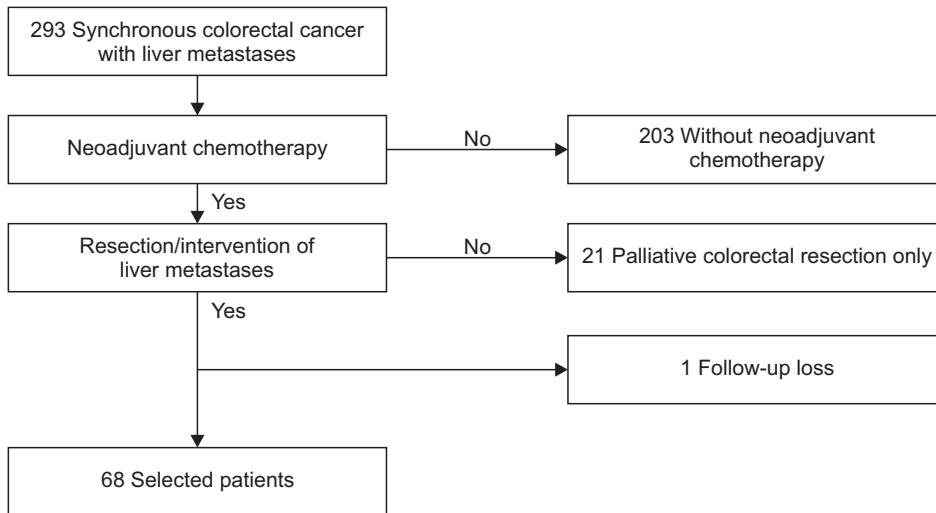 293 Synchronous colorectal cancer
with liver metastases
Neoadjuvant chemotherapy
No
203 Without neoadjuvant
chemotherapy
Yes
Resection/intervention of
liver metastases
No
21 Palliative colorectal resection only
Yes
1 Follow-up loss
68 Selected patients